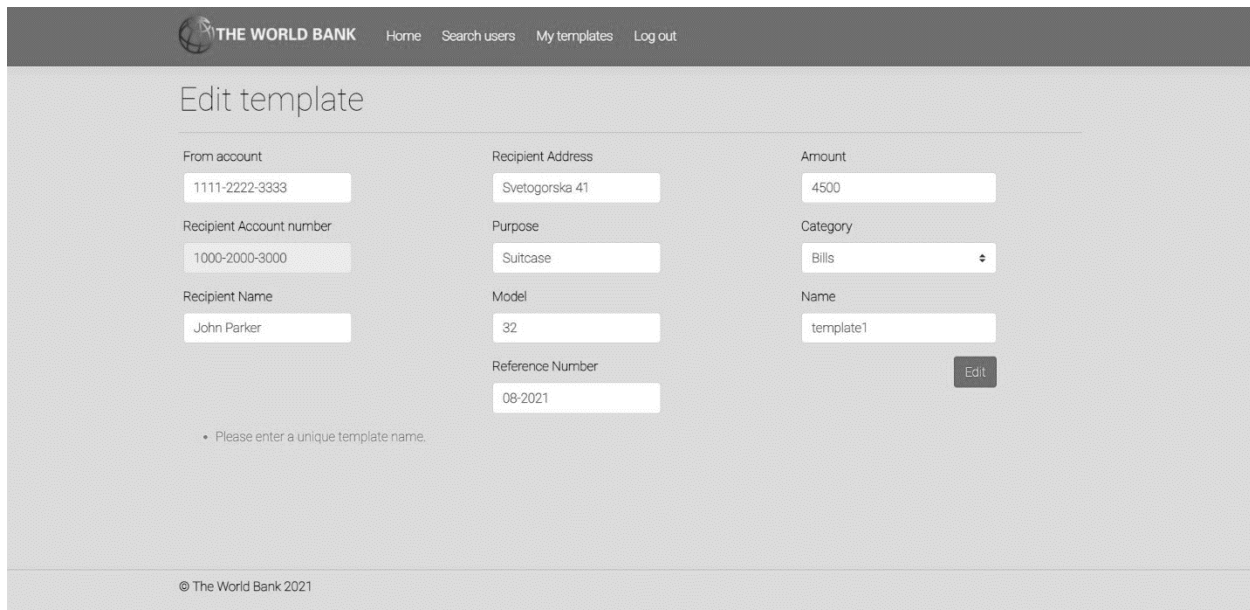 THE WORLD BANK Home Search users My templates Log out
Edit template
From account
1111-2222-3333
Recipient Account number
1000-2000-3000
Recipient Name
John Parker
Recipient Address
Svetogorska 41
Purpose
Suitcase
Model
32
Reference Number
08-2021
Amount
4500
Category
Bills
Name
template1
Edit
• Please enter a unique template name.
© The World Bank 2021